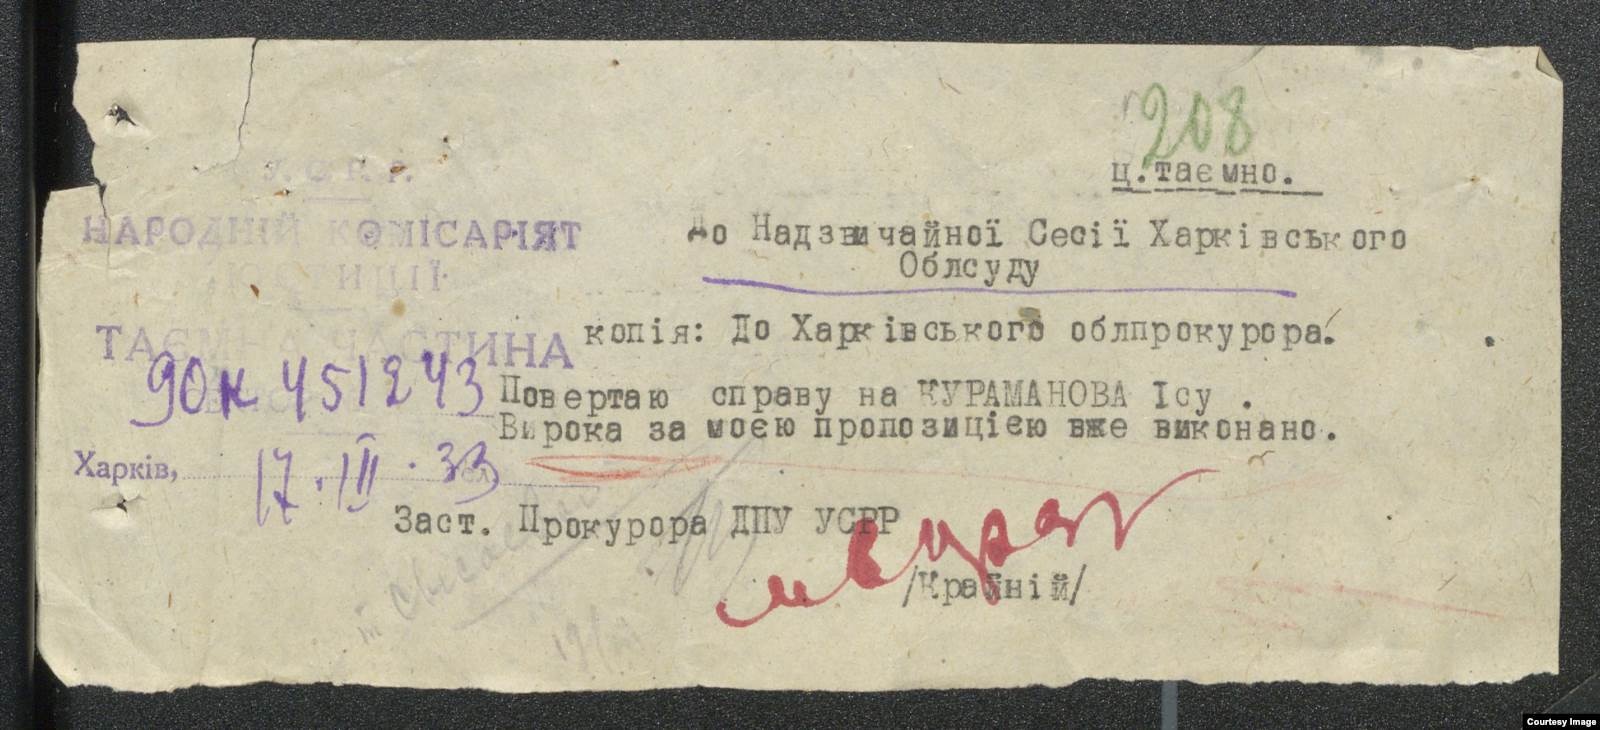 208
ц.таємно.
У.С.Р.Р.
НАРОДНІЙ КОМІСАРІЯТ
ЮСТИЦІЇ
ТАЄМНА ЧАСТИНА
До Надзвичайної Сесії Харківського
Облсуду
копія: До Харківського облпрокурора.
451243
Повертаю справу на КУРАМАНОВА Ісу .
Вирока за моєю пропозицією вже виконано.
Харків, 17.III.33
Заст. Прокурора ДПУ УСРР
/Крайній/
19/III
Courtesy Image